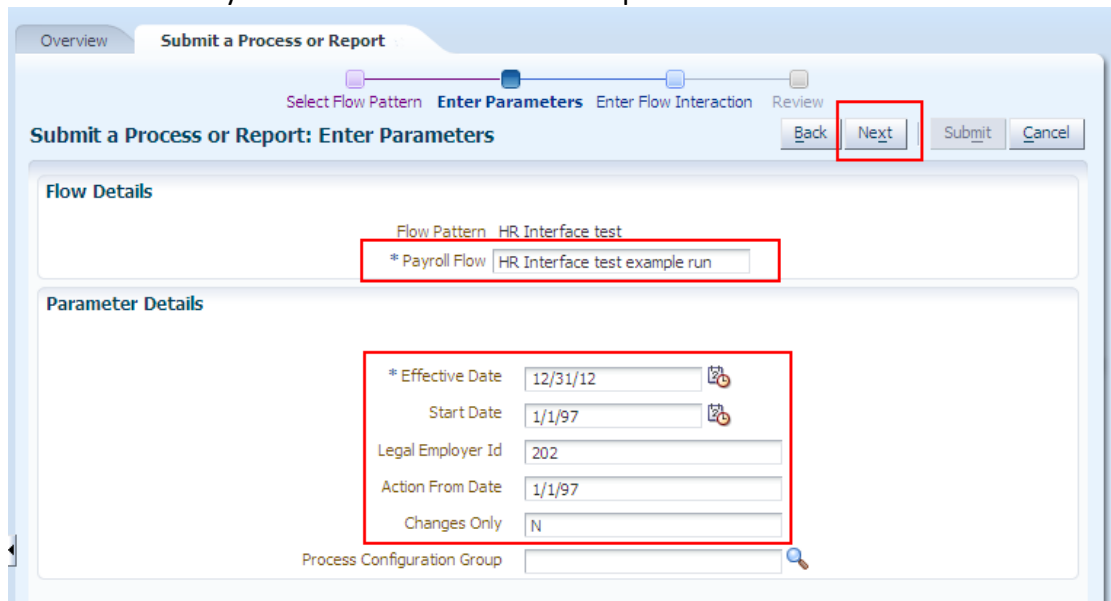 Overview Submit a Process or Report
Select Flow Pattern Enter Parameters Enter Flow Interaction Review
Submit a Process or Report: Enter Parameters Back Next Submit Cancel
Flow Details
Flow Pattern HR Interface test
* Payroll Flow HR Interface test example run
Parameter Details
* Effective Date 12/31/12
Start Date 1/1/97
Legal Employer Id 202
Action From Date 1/1/97
Changes Only N
Process Configuration Group